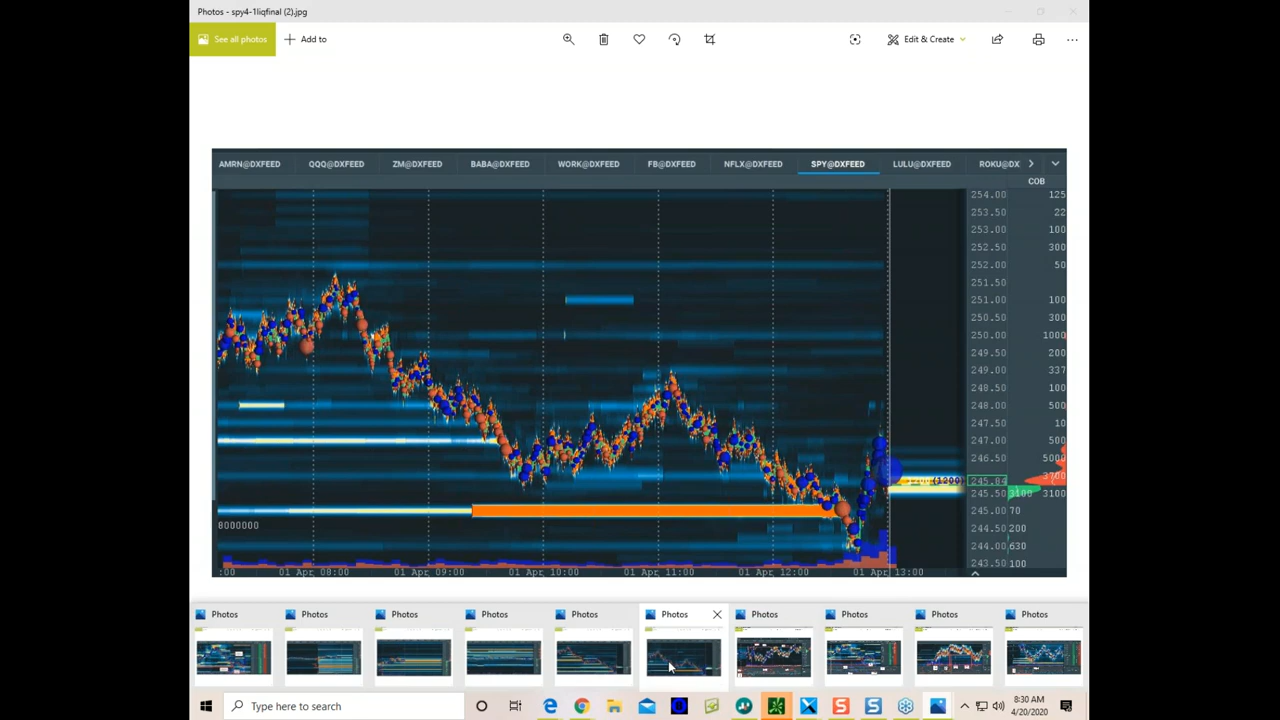 Photos - spy4-1liqfinal (2).jpg
See all photos
Add to
Edit & Create
AMRN@DXFEED QQQ@DXFEED ZM@DXFEED BABA@DXFEED WORK@DXFEED FB@DXFEED NFLX@DXFEED SPY@DXFEED LULU@DXFEED ROKU@DX
COB
254.00 125
253.50 22
253.00 100
252.50 300
252.00 50
251.50
251.00 100
250.50 300
250.00 1000
249.50 200
249.00 337
248.50 100
248.00 500
247.50 10
247.00 500
246.50 5000
(1200) 245.84 3700
245.50 3100 3100
245.00 70
8000000
244.50 200
244.00 630
243.50 100
:00 01 Apr 08:00 01 Apr 09:00 01 Apr 10:00 01 Apr 11:00 01 Apr 12:00 01 Apr 13:00
Photos Photos Photos Photos Photos Photos Photos Photos Photos Photos
Type here to search
8:30 AM
4/20/2020